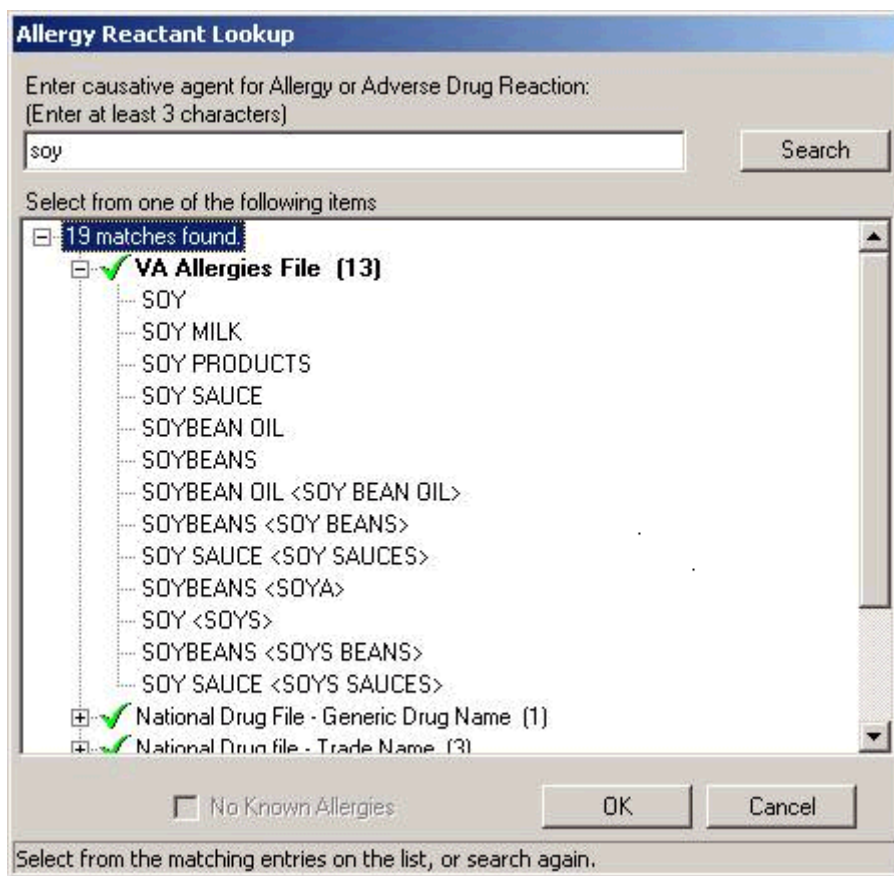 Allergy Reactant Lookup
Enter causative agent for Allergy or Adverse Drug Reaction:
(Enter at least 3 characters)
soy
Search
Select from one of the following items
19 matches found.
VA Allergies File (13)
SOY
SOY MILK
SOY PRODUCTS
SOY SAUCE
SOYBEAN OIL
SOYBEANS
SOYBEAN OIL <SOY BEAN OIL>
SOYBEANS <SOY BEANS>
SOY SAUCE <SOY SAUCES>
SOYBEANS <SOYA>
SOY <SOYS>
SOYBEANS <SOYS BEANS>
SOY SAUCE <SOYS SAUCES>
National Drug File - Generic Drug Name (1)
National Drug file - Trade Name (3)
No Known Allergies
OK
Cancel
Select from the matching entries on the list, or search again.